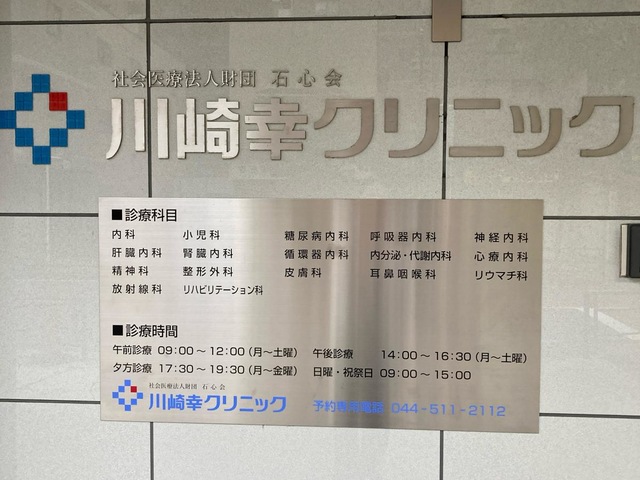 社会医療法人財団 石心会
川崎幸クリニック
■診療科目
内科 小児科 糖尿病内科 呼吸器内科 神経内科
肝臓内科 腎臓内科 循環器内科 内分泌・代謝内科 心療内科
精神科 整形外科 皮膚科 耳鼻咽喉科 リウマチ科
放射線科 リハビリテーション科
■診療時間
午前診療 09:00～12:00(月～土曜) 午後診療 14:00～16:30(月～土曜)
夕方診療 17:30～19:30(月～金曜) 日曜・祝祭日 09:00～15:00
社会医療法人財団 石心会
川崎幸クリニック 予約専用電話 044-511-2112